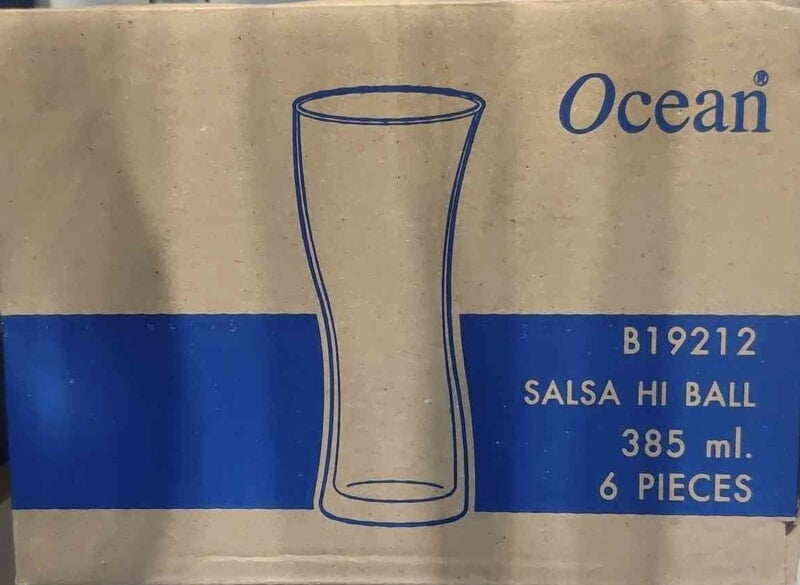 Ocean®
B19212
SALSA HI BALL
385 ml.
6 PIECES